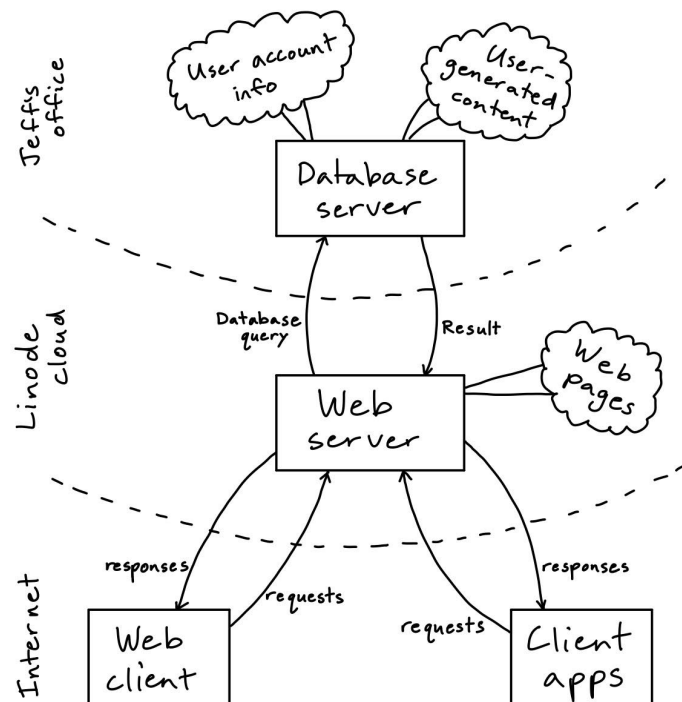 User account
info
User-
generated
content
Jeff's
office
Database
server
Database
query
Result
Linode
cloud
Web
pages
Web
server
responses
requests
requests
responses
Internet
Web
client
Client
apps